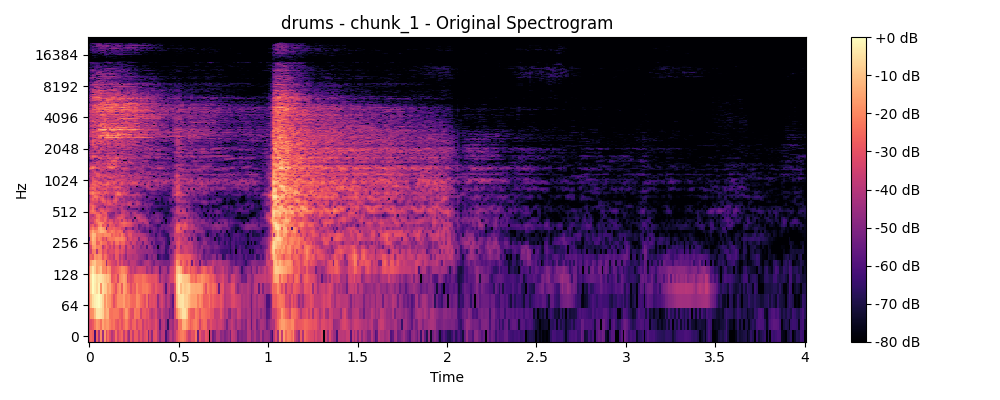 drums - chunk_1 - Original Spectrogram
Hz
16384
8192
4096
2048
1024
512
256
128
64
0
0 0.5 1 1.5 2 2.5 3 3.5 4
Time
+0 dB
-10 dB
-20 dB
-30 dB
-40 dB
-50 dB
-60 dB
-70 dB
-80 dB